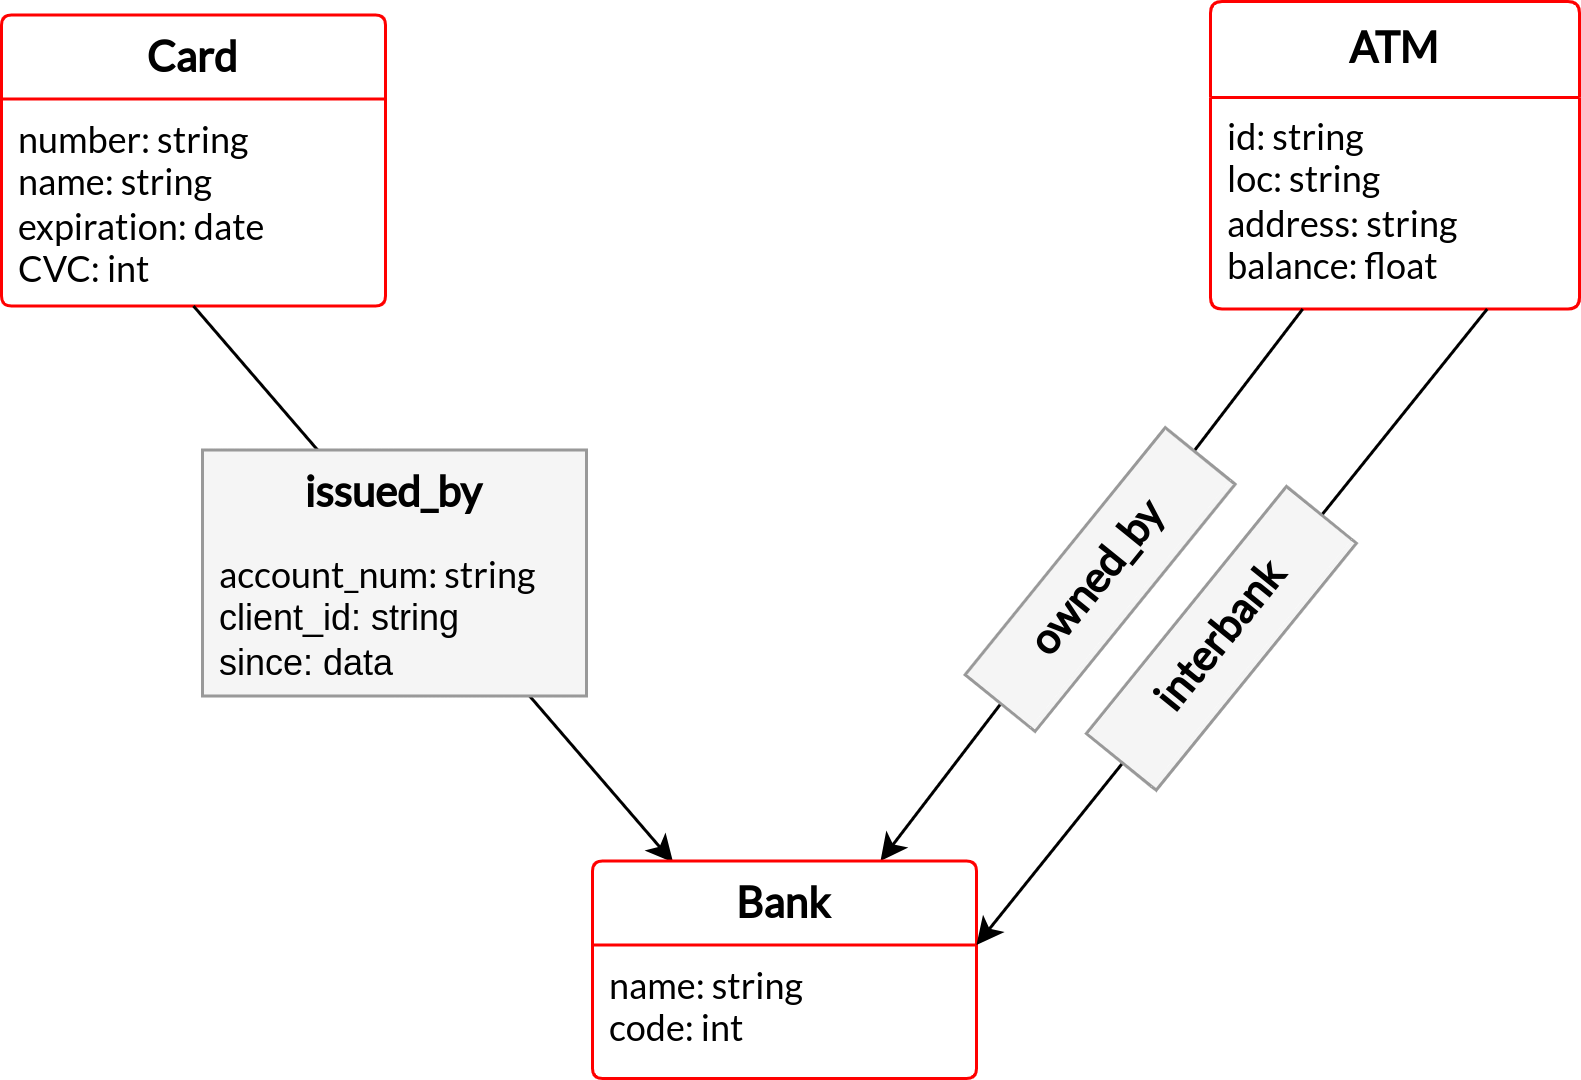 Card
number: string
name: string
expiration: date
CVC: int
ATM
id: string
loc: string
address: string
balance: float
issued_by
account_num: string
client_id: string
since: data
owned_by
interbank
Bank
name: string
code: int